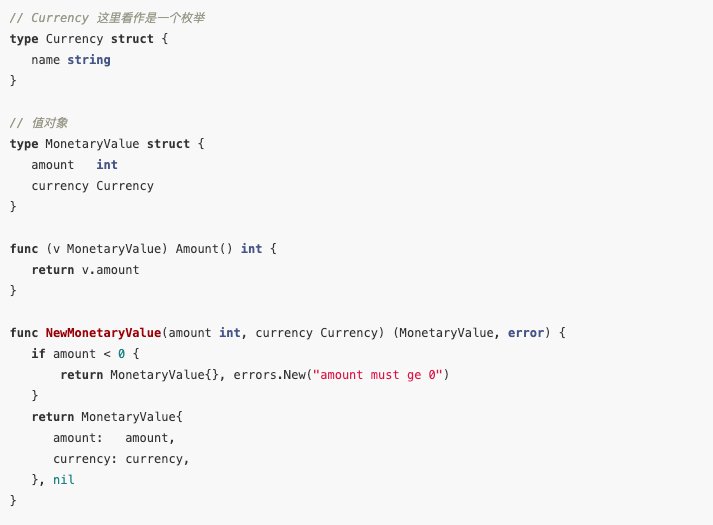 // Currency 这里看作是一个枚举
type Currency struct {
   name string
}

// 值对象
type MonetaryValue struct {
   amount   int
   currency Currency
}

func (v MonetaryValue) Amount() int {
   return v.amount
}

func NewMonetaryValue(amount int, currency Currency) (MonetaryValue, error) {
   if amount < 0 {
       return MonetaryValue{}, errors.New("amount must ge 0")
   }
   return MonetaryValue{
      amount:   amount,
      currency: currency,
   }, nil
}